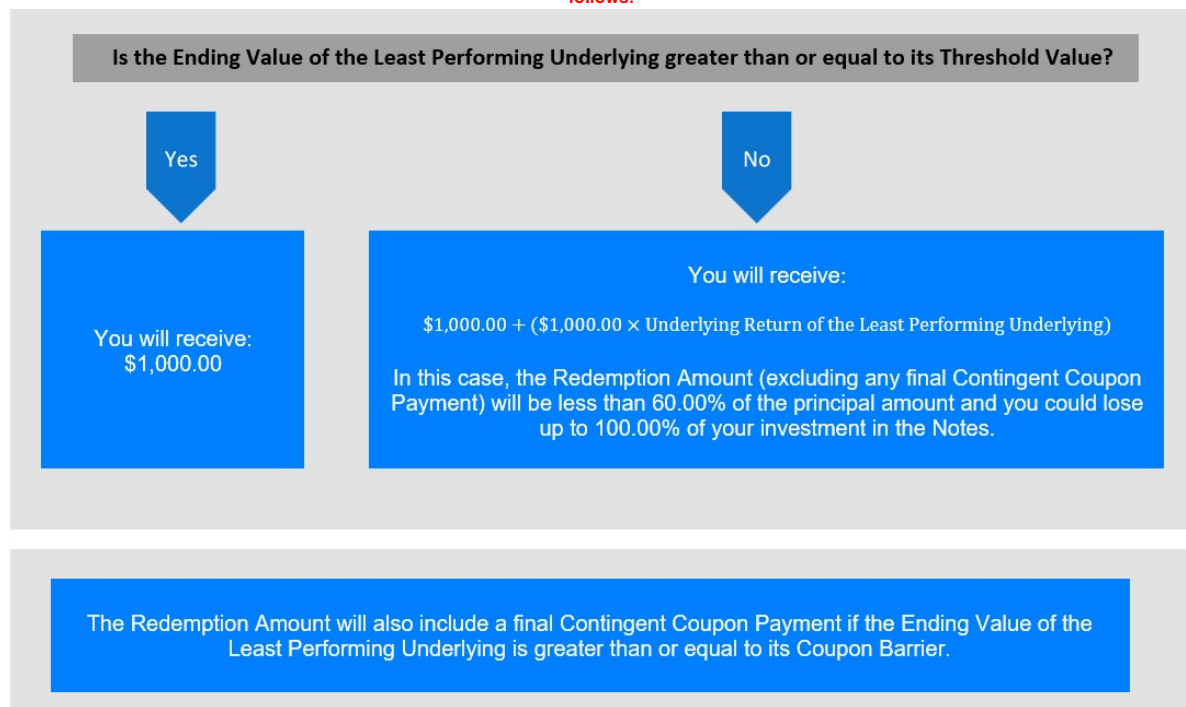 follows:
Is the Ending Value of the Least Performing Underlying greater than or equal to its Threshold Value?
Yes
No
You will receive:
$1,000.00
You will receive:
$1,000.00 + ($1,000.00 × Underlying Return of the Least Performing Underlying)
In this case, the Redemption Amount (excluding any final Contingent Coupon
Payment) will be less than 60.00% of the principal amount and you could lose
up to 100.00% of your investment in the Notes.
The Redemption Amount will also include a final Contingent Coupon Payment if the Ending Value of the
Least Performing Underlying is greater than or equal to its Coupon Barrier.